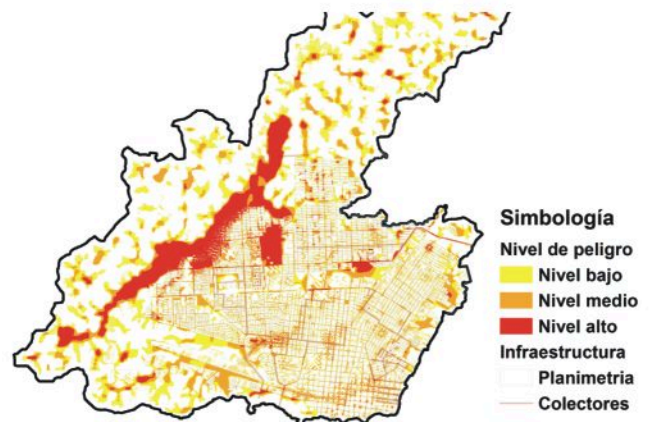 Simbología
Nivel de peligro
Nivel bajo
Nivel medio
Nivel alto
Infraestructura
Planimetria
Colectores